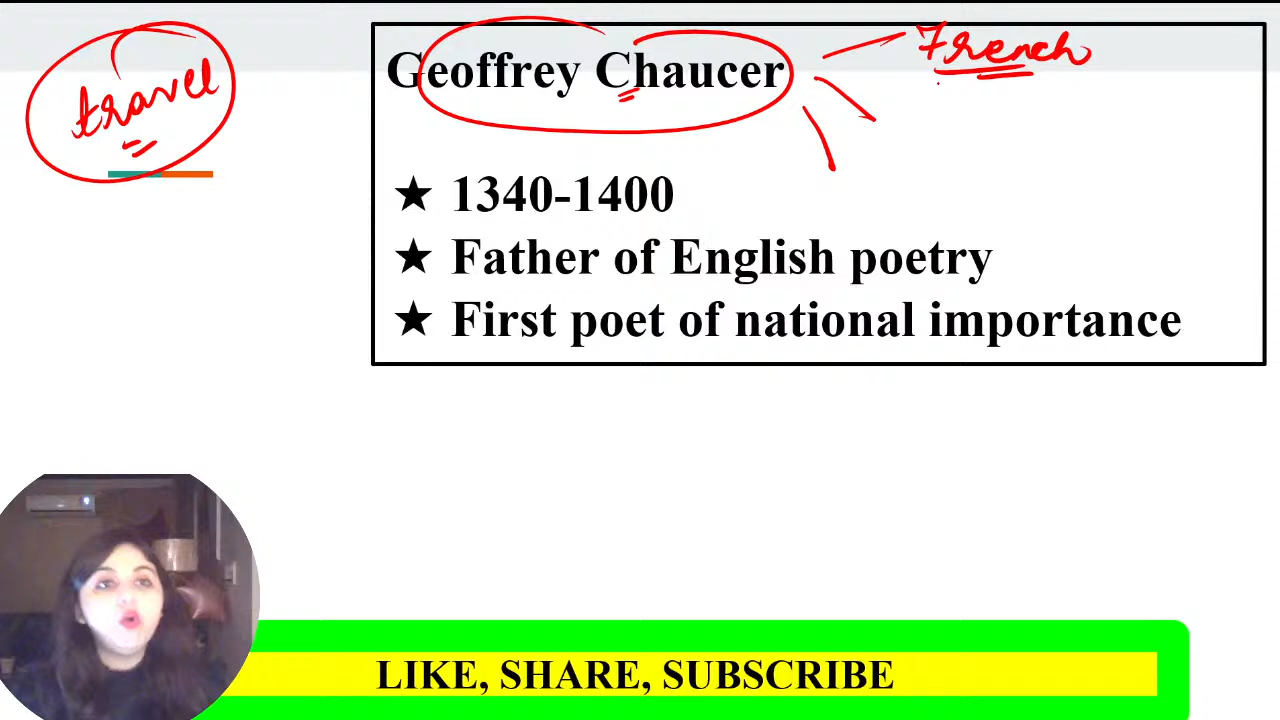 travel
Geoffrey Chaucer
French
★ 1340-1400
★ Father of English poetry
★ First poet of national importance
LIKE, SHARE, SUBSCRIBE